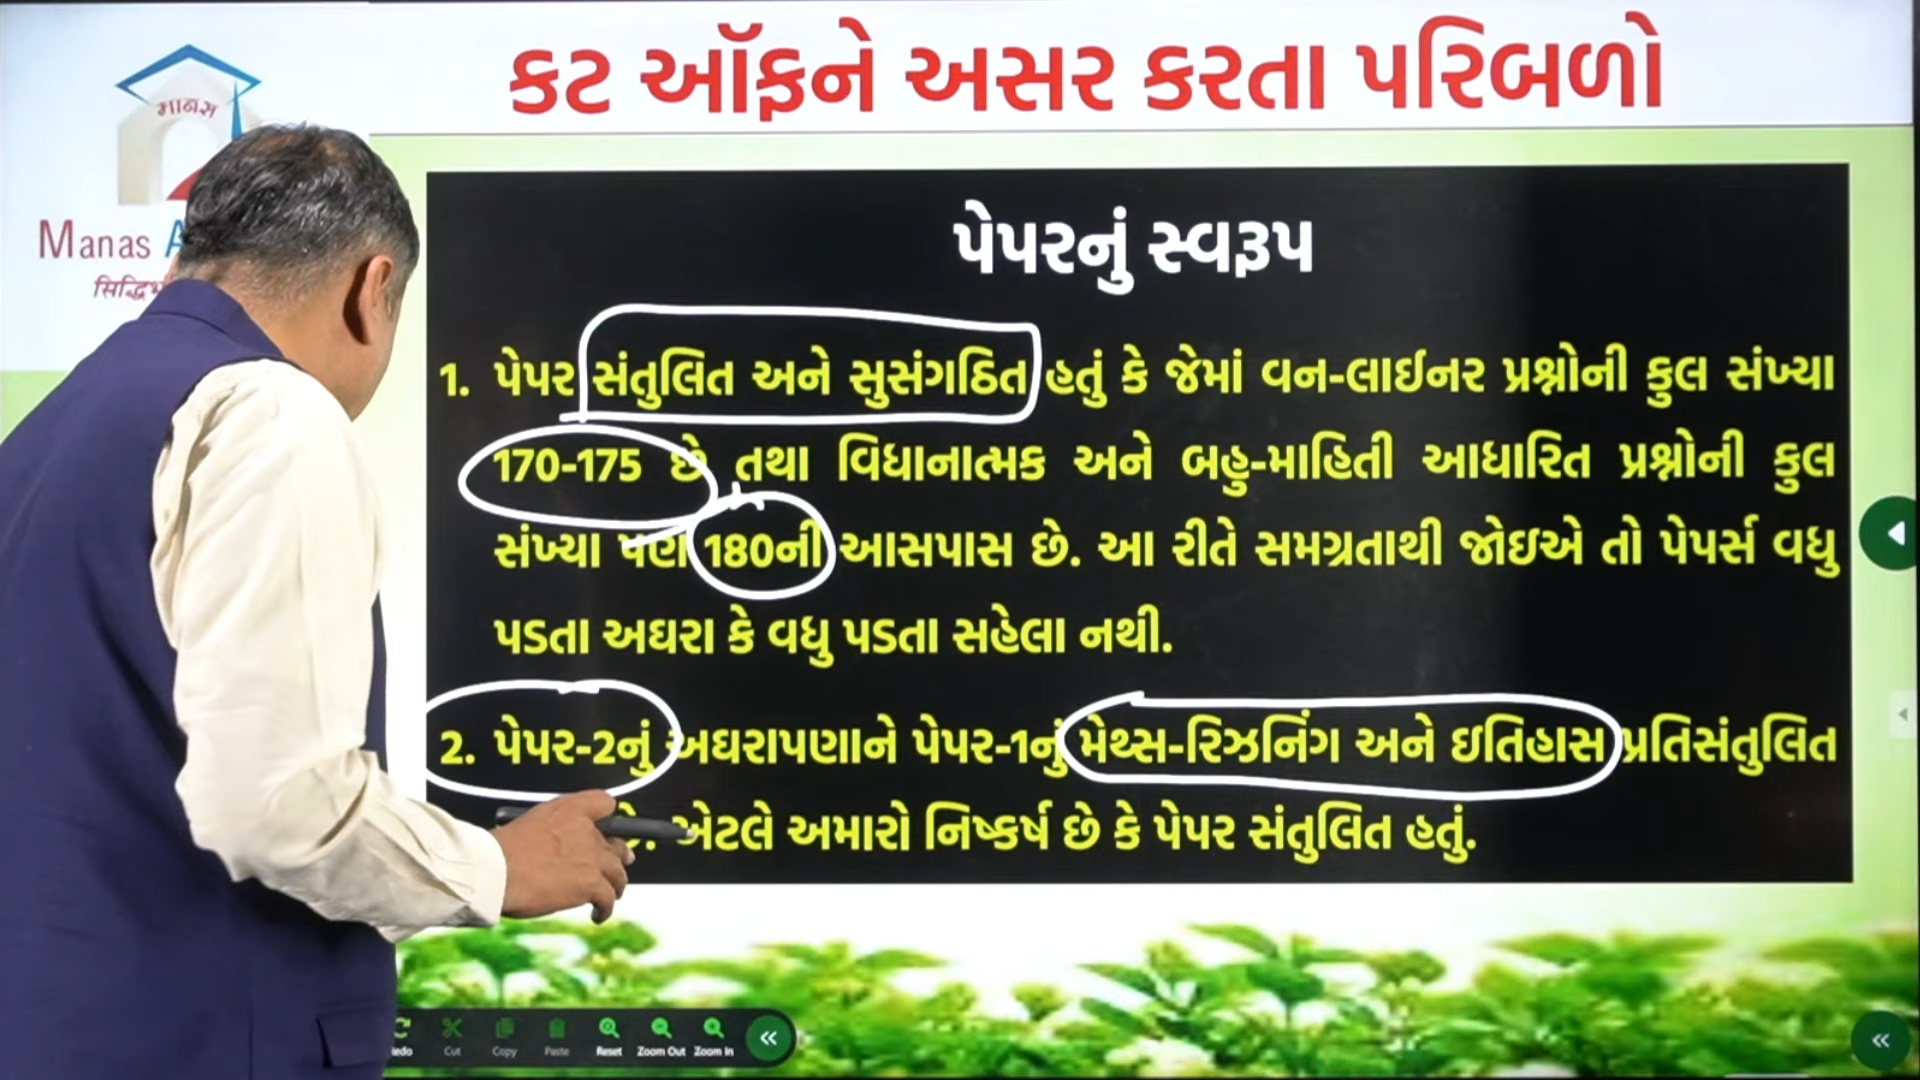 કટ ઑફને અસર કરતા પરિબળો
માનસ
Manas
પેપરનું સ્વરૂપ
1. પેપર સંતુલિત અને સુસંગઠિત હતું કે જેમાં વન-લાઈનર પ્રશ્નોની કુલ સંખ્યા
170-175 છે તથા વિધાનાત્મક અને બહુ-માહિતી આધારિત પ્રશ્નોની કુલ
સંખ્યા પણ 180ની આસપાસ છે. આ રીતે સમગ્રતાથી જોઇએ તો પેપર્સ વધુ
પડતા અઘરા કે વધુ પડતા સહેલા નથી.
2. પેપર-2નું અઘરાપણાને પેપર-1નું મેથ્સ-રિઝનિંગ અને ઇતિહાસ પ્રતિસંતુલિત
છે. એટલે અમારો નિષ્કર્ષ છે કે પેપર સંતુલિત હતું.
Cut Copy Paste Reset Zoom Out Zoom In